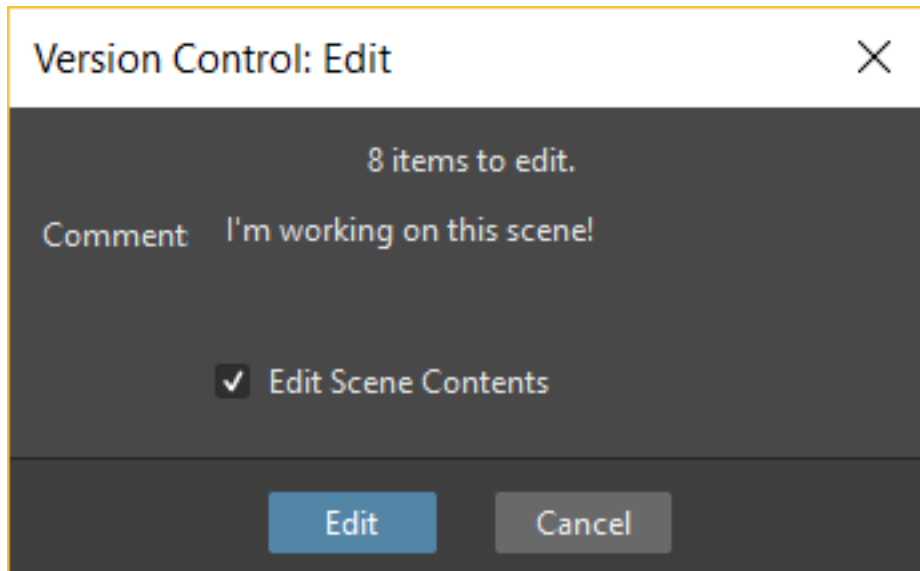 Version Control: Edit
8 items to edit.
Comment I'm working on this scene!
Edit Scene Contents
Edit Cancel